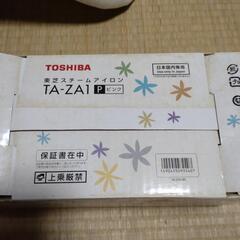 TOSHIBA
東芝スチームアイロン
TA-ZA1
P ピンク
日本国内専用
Use only in Japan
保証書在中
上乗厳禁